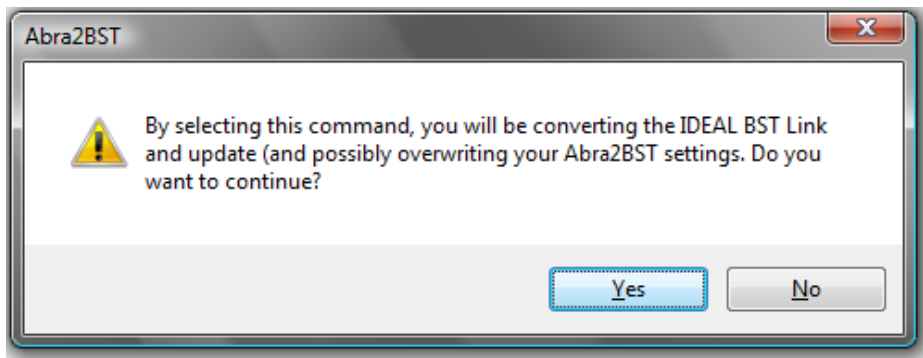 Abra2BST
By selecting this command, you will be converting the IDEAL BST Link
and update (and possibly overwriting your Abra2BST settings. Do you
want to continue?
Yes
No